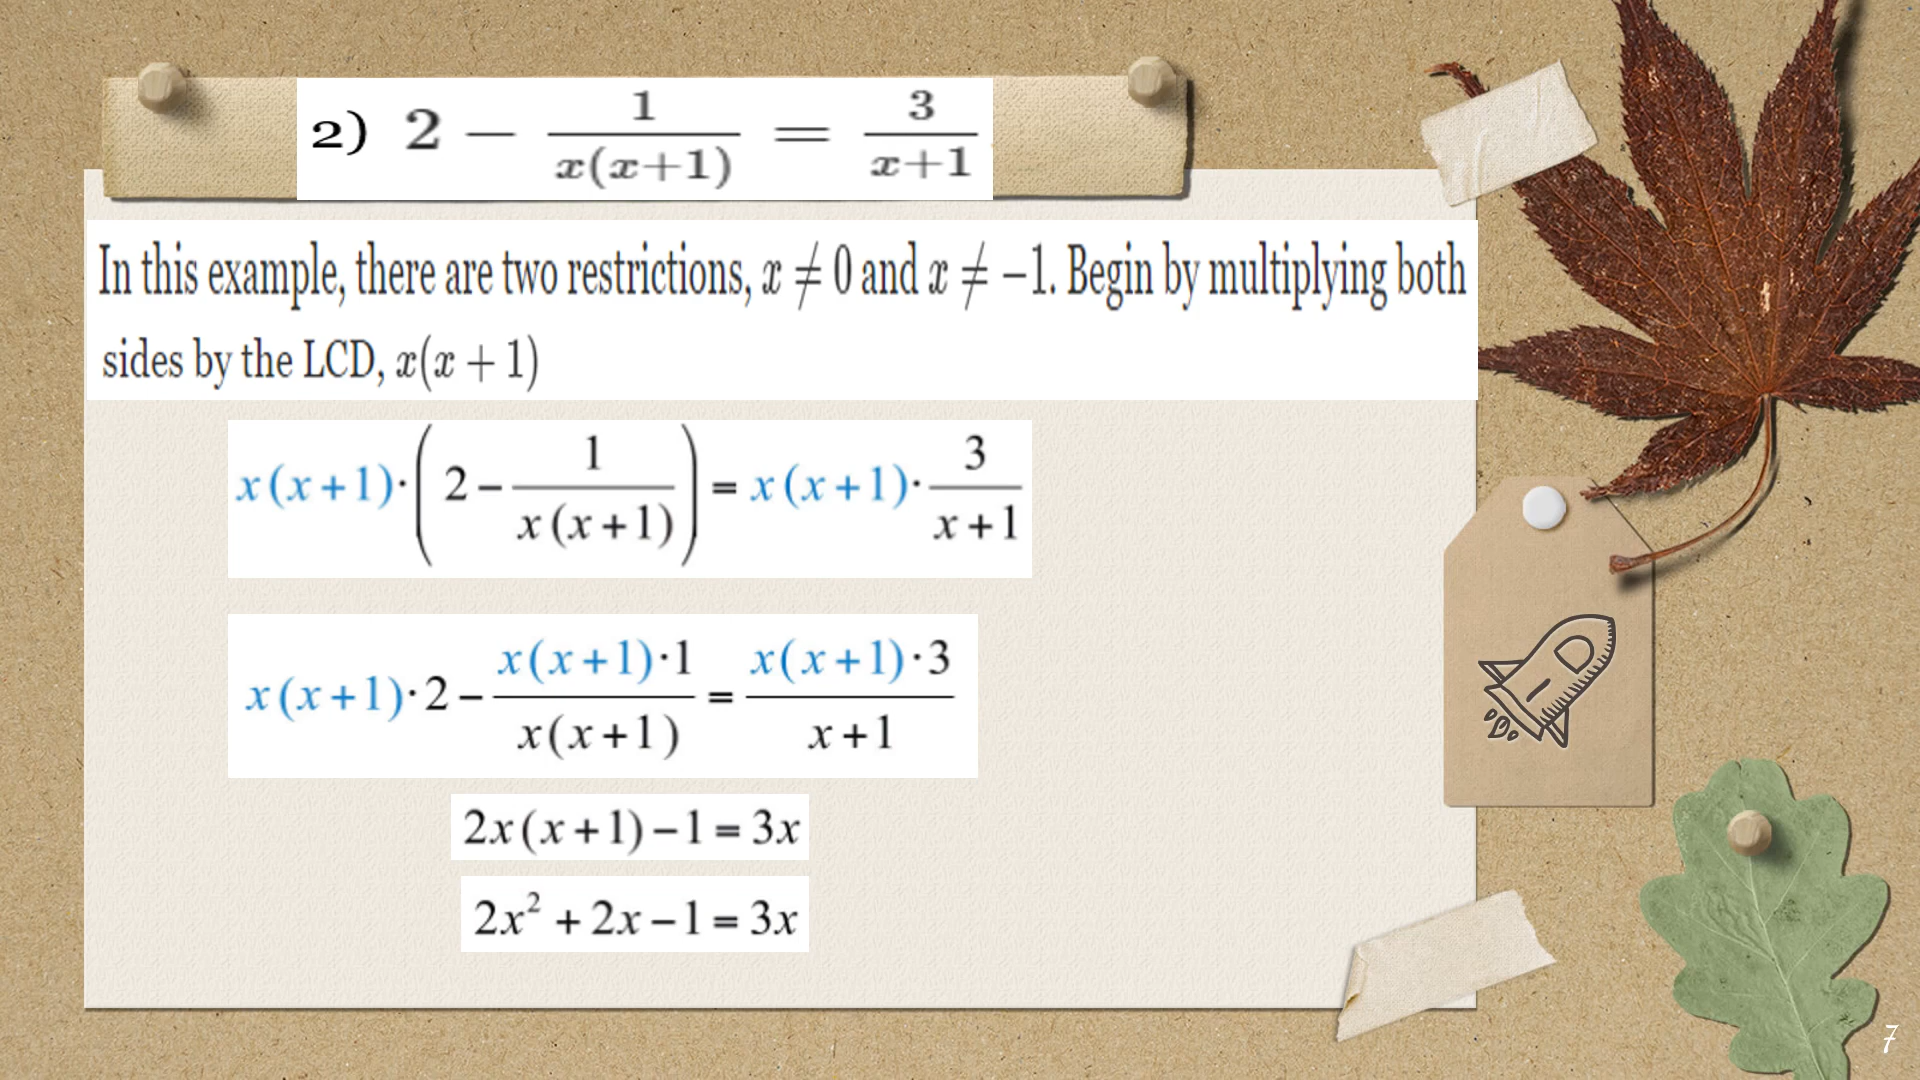 2) 2 − 1/x(x+1) = 3/x+1
In this example, there are two restrictions, x ≠ 0 and x ≠ −1. Begin by multiplying both
sides by the LCD, x(x + 1)
x(x+1)·(2 − 1/x(x+1)) = x(x+1)· 3/x+1
x(x+1)·2 − x(x+1)·1/x(x+1) = x(x+1)·3/x+1
2x(x+1)−1 = 3x
2x² + 2x − 1 = 3x
7